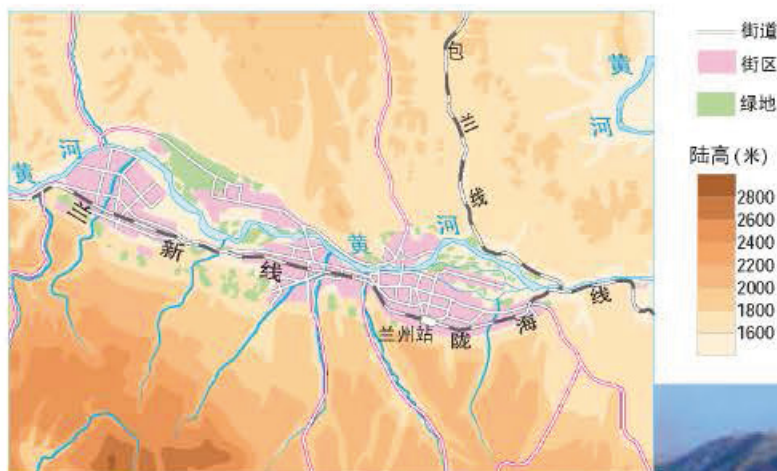 街道
街区
绿地
陆高(米)
2800
2600
2400
2200
2000
1800
1600
包兰线
黄河
黄河
兰新线
黄河
兰州站
陇海线